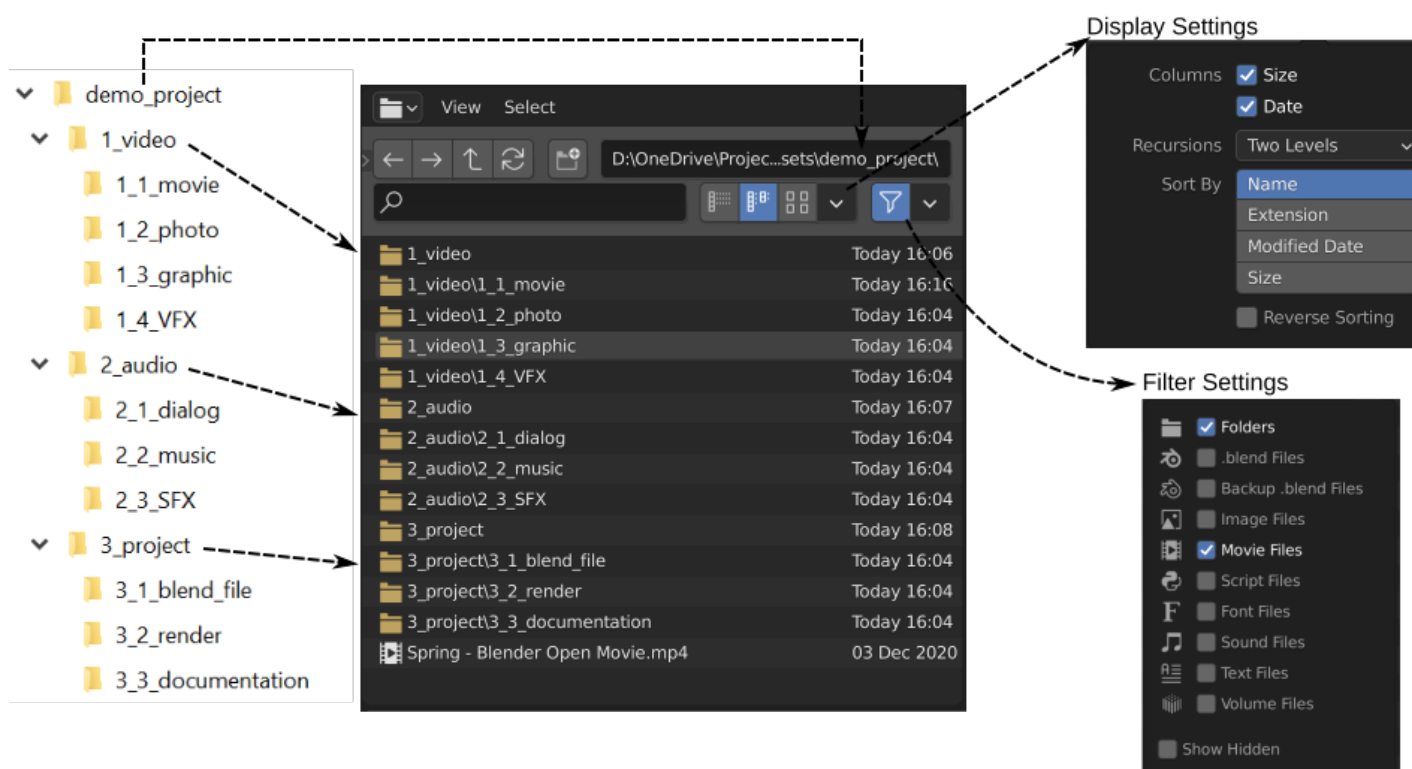 Display Settings
demo_project
1_video
1_1_movie
1_2_photo
1_3_graphic
1_4_VFX
2_audio
2_1_dialog
2_2_music
2_3_SFX
3_project
3_1_blend_file
3_2_render
3_3_documentation
View Select
D:\OneDrive\Projec...sets\demo_project\
1_video Today 16:06
1_video\1_1_movie Today 16:16
1_video\1_2_photo Today 16:04
1_video\1_3_graphic Today 16:04
1_video\1_4_VFX Today 16:04
2_audio Today 16:07
2_audio\2_1_dialog Today 16:04
2_audio\2_2_music Today 16:04
2_audio\2_3_SFX Today 16:04
3_project Today 16:08
3_project\3_1_blend_file Today 16:04
3_project\3_2_render Today 16:04
3_project\3_3_documentation Today 16:04
Spring - Blender Open Movie.mp4 03 Dec 2020
Columns Size
Date
Recursions Two Levels
Sort By Name
Extension
Modified Date
Size
Reverse Sorting
Filter Settings
Folders
.blend Files
Backup .blend Files
Image Files
Movie Files
Script Files
Font Files
Sound Files
Text Files
Volume Files
Show Hidden